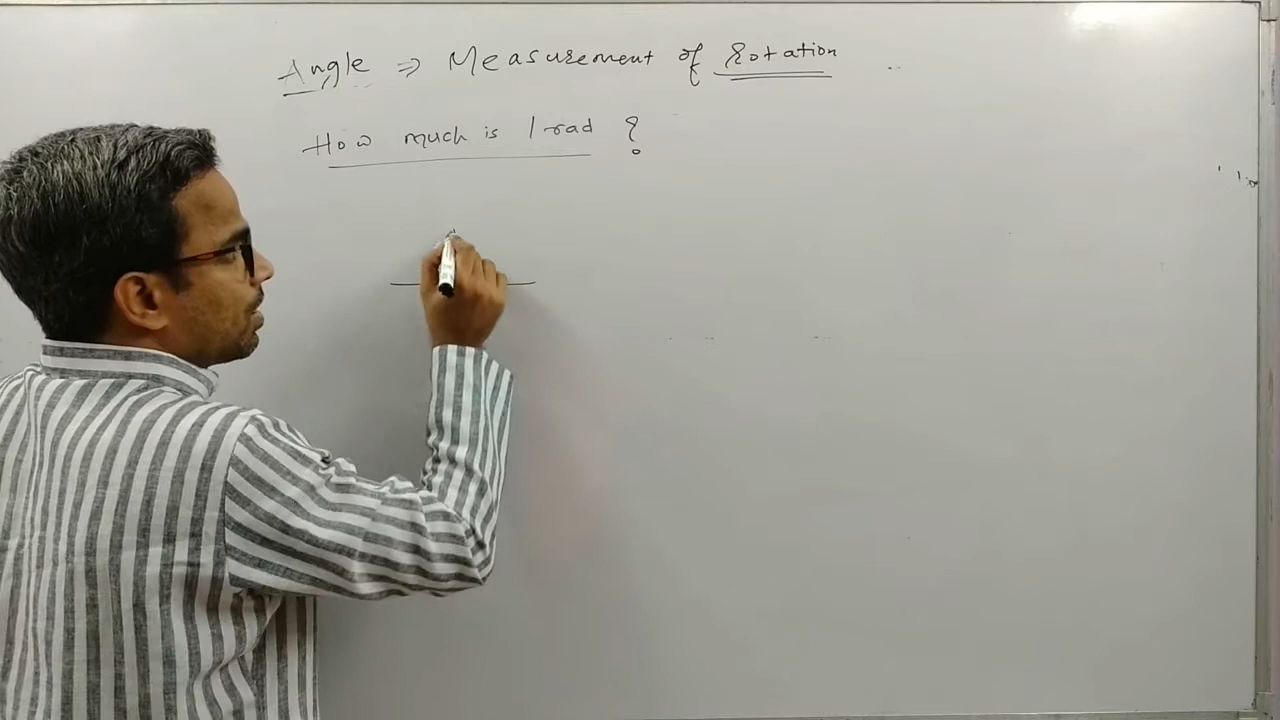 Angle ⇒ Measurement of Rotation
How much is 1 rad ?